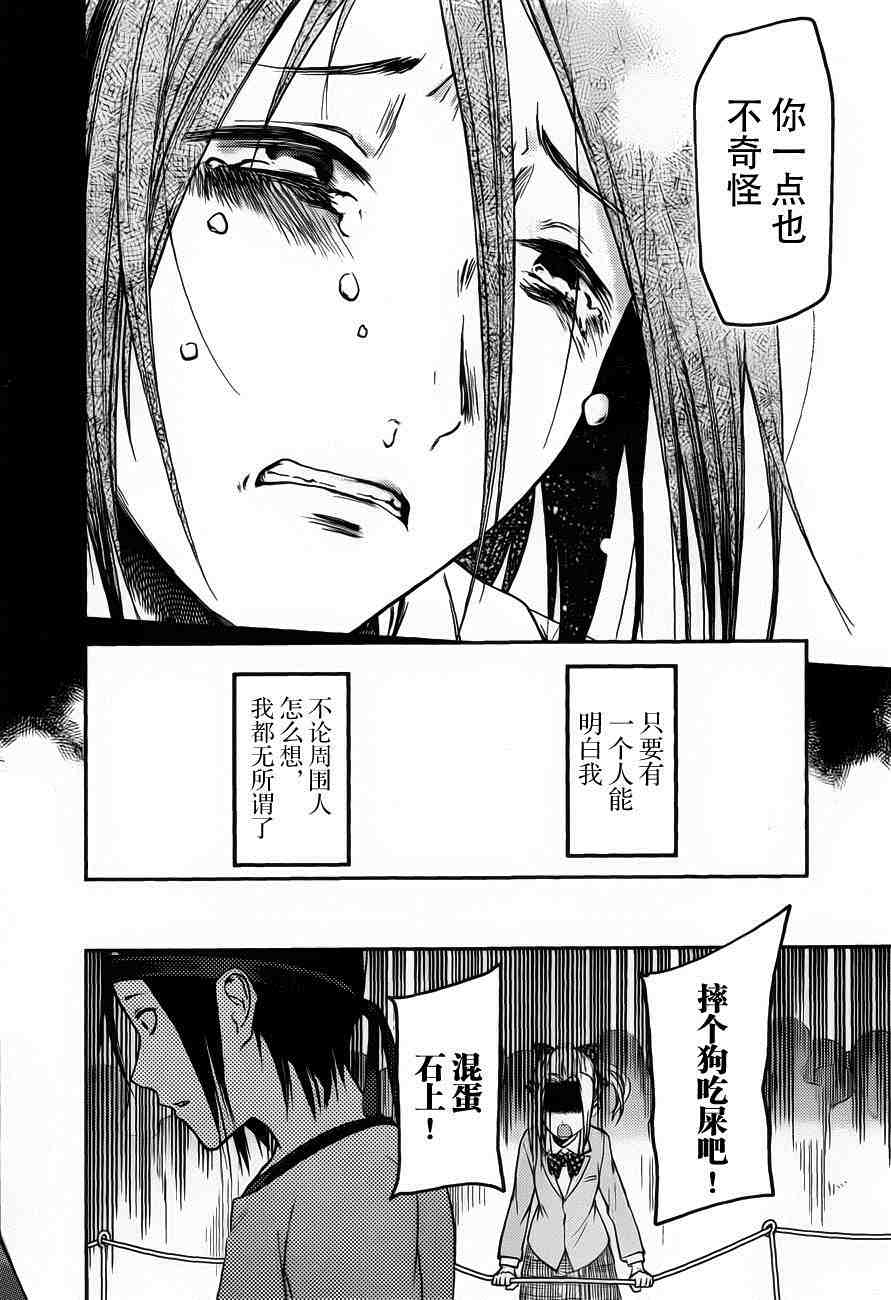 你一点也
不奇怪
只要有
一个人能
明白我
不论周围人
怎么想，
我都无所谓了
摔个狗吃屎吧！
混蛋
石上！